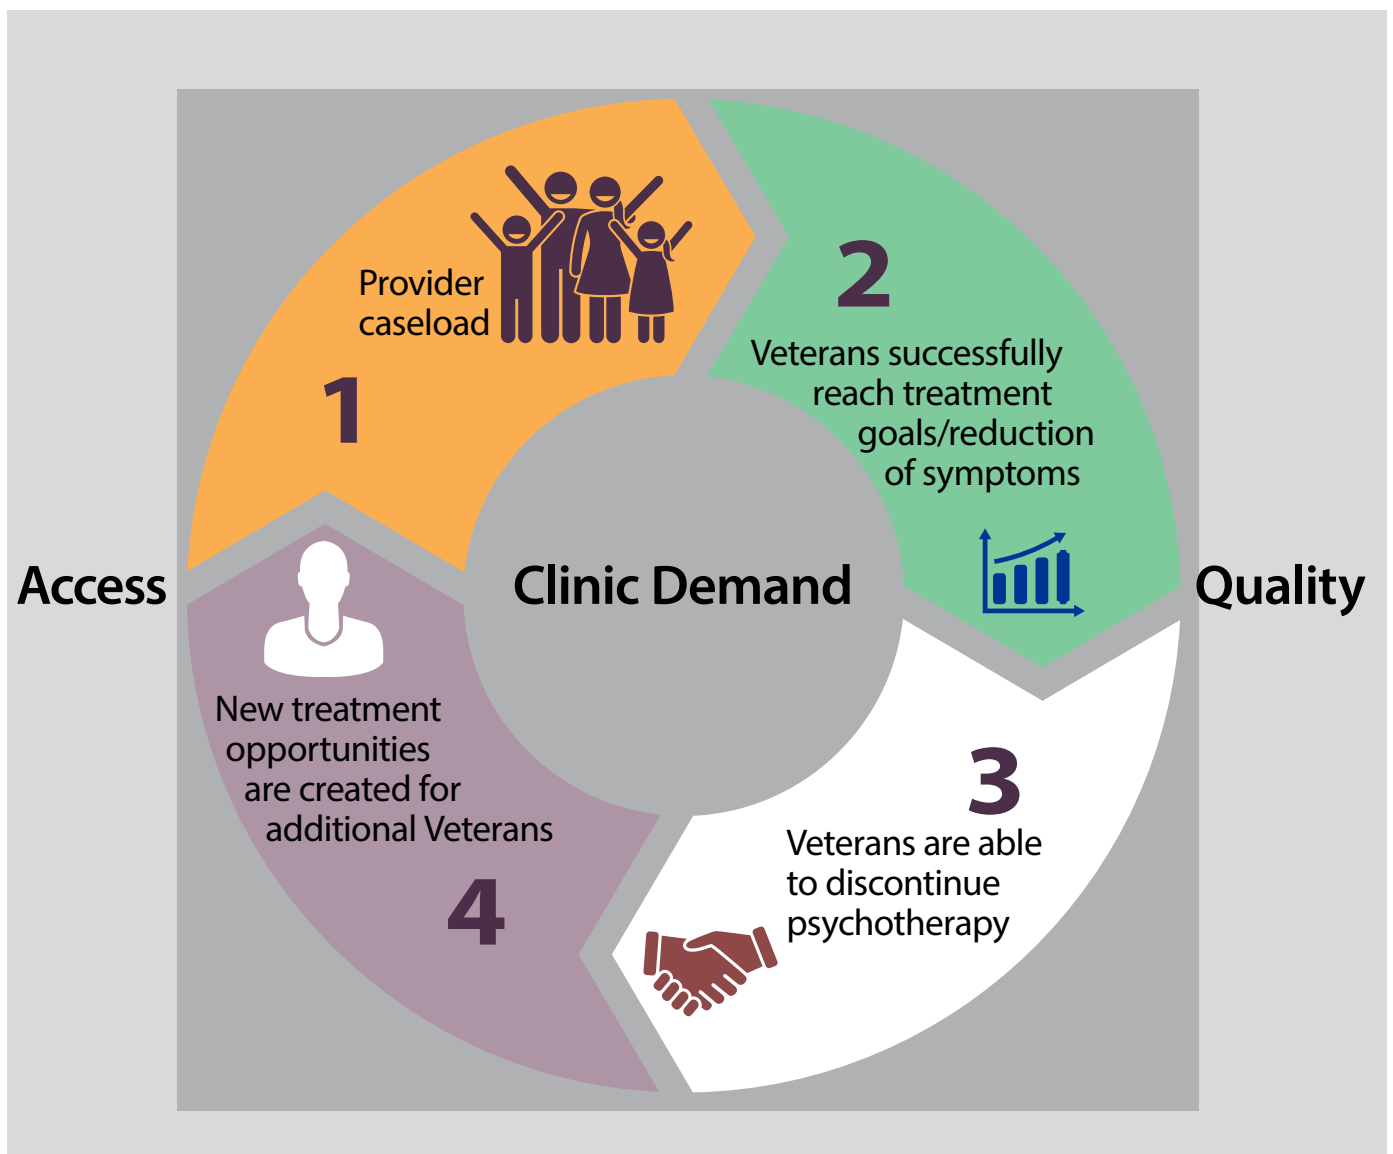 Provider
caseload
1
2
Veterans successfully
reach treatment
goals/reduction
of symptoms
Access
Clinic Demand
Quality
3
Veterans are able
to discontinue
psychotherapy
New treatment
opportunities
are created for
additional Veterans
4